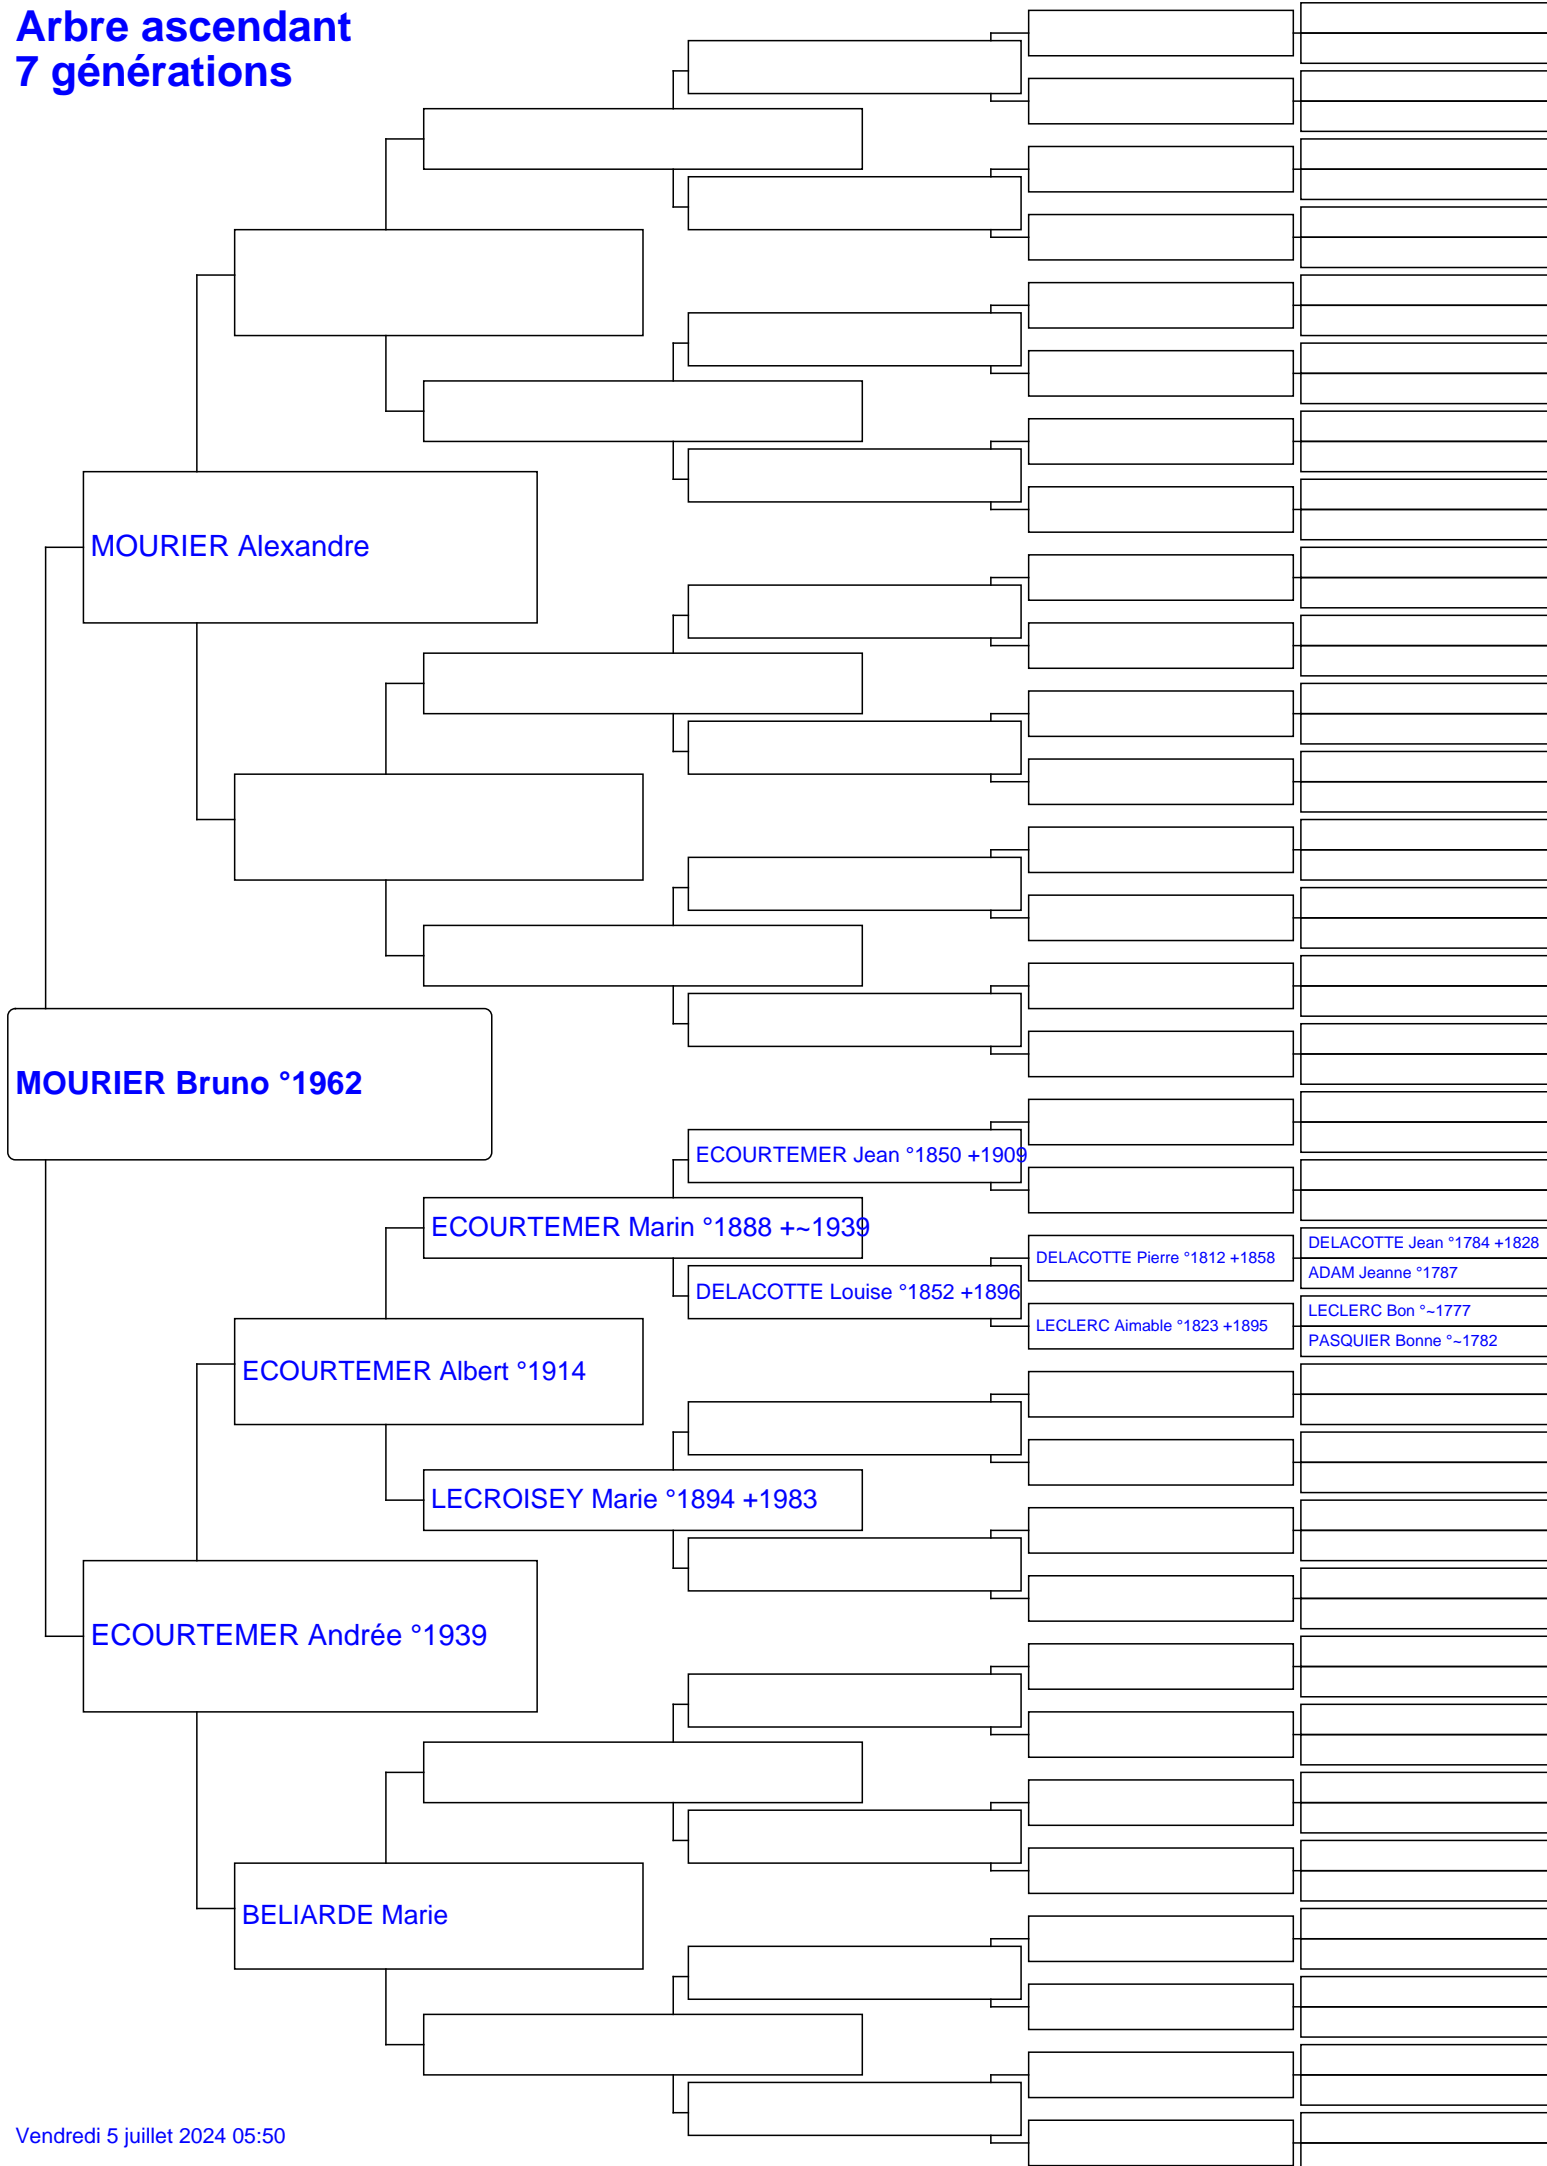 Arbre ascendant
7 générations
MOURIER Alexandre
MOURIER Bruno °1962
ECOURTEMER Jean °1850 +1909
ECOURTEMER Marin °1888 +~1939
DELACOTTE Jean °1784 +1828
DELACOTTE Pierre °1812 +1858
ADAM Jeanne °1787
DELACOTTE Louise °1852 +1896
LECLERC Bon °~1777
LECLERC Aimable °1823 +1895
PASQUIER Bonne °~1782
ECOURTEMER Albert °1914
LECROISEY Marie °1894 +1983
ECOURTEMER Andrée °1939
BELIARDE Marie
Vendredi 5 juillet 2024 05:50